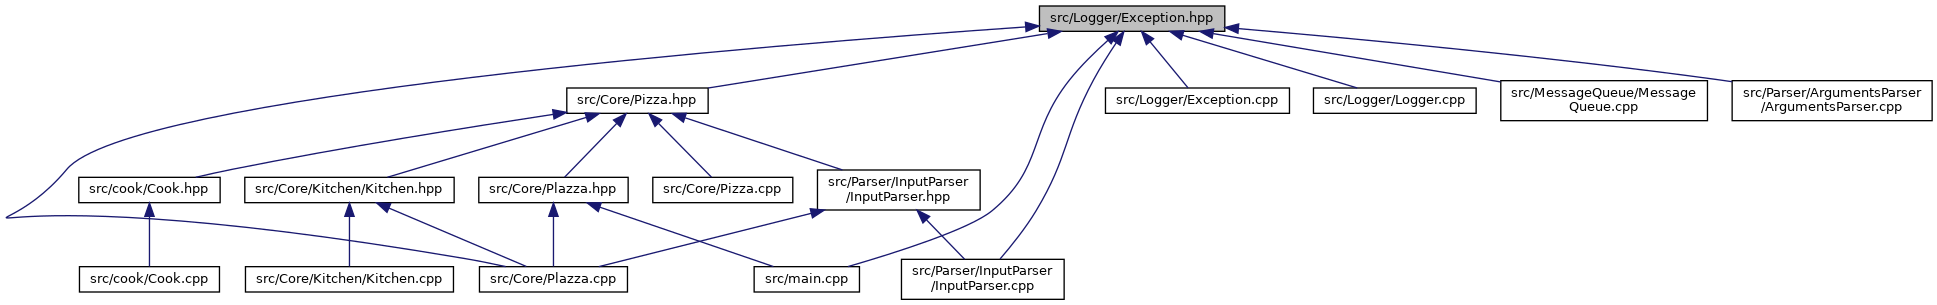 src/Logger/Exception.hpp
src/Core/Pizza.hpp
src/Logger/Exception.cpp
src/Logger/Logger.cpp
src/MessageQueue/Message
Queue.cpp
src/Parser/ArgumentsParser
/ArgumentsParser.cpp
src/cook/Cook.hpp
src/Core/Kitchen/Kitchen.hpp
src/Core/Plazza.hpp
src/Core/Pizza.cpp
src/Parser/InputParser
/InputParser.hpp
src/cook/Cook.cpp
src/Core/Kitchen/Kitchen.cpp
src/Core/Plazza.cpp
src/main.cpp
src/Parser/InputParser
/InputParser.cpp